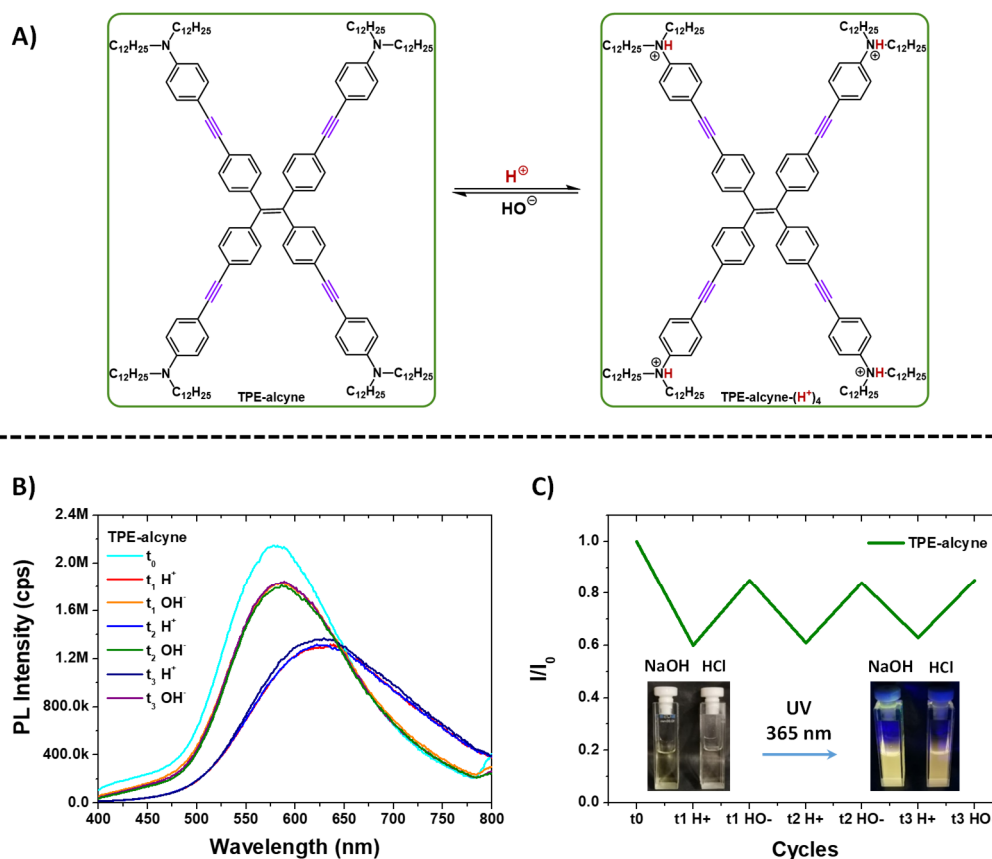 A)
C12H25 C12H25
C12H25 N N C12H25
N C12H25
C12H25 N
C12H25 C12H25
TPE-alcyne
H⊕
HO⊖
C12H25 C12H25
C12H25 NH NH C12H25
⊕ ⊕
⊕ ⊕
C12H25 NH NH C12H25
C12H25 C12H25
TPE-alcyne-(H+)4
B)
2.4M
2.0M
1.6M
1.2M
800.0k
400.0k
0.0
PL Intensity (cps)
TPE-alcyne
t0
t1 H+
t1 OH-
t2 H+
t2 OH-
t3 H+
t3 OH-
400 450 500 550 600 650 700 750 800
Wavelength (nm)
C)
1.0
0.8
0.6
0.4
0.2
0.0
I/I0
TPE-alcyne
NaOH HCl
UV
365 nm
NaOH HCl
t0 t1 H+ t1 HO- t2 H+ t2 HO- t3 H+ t3 HO
Cycles